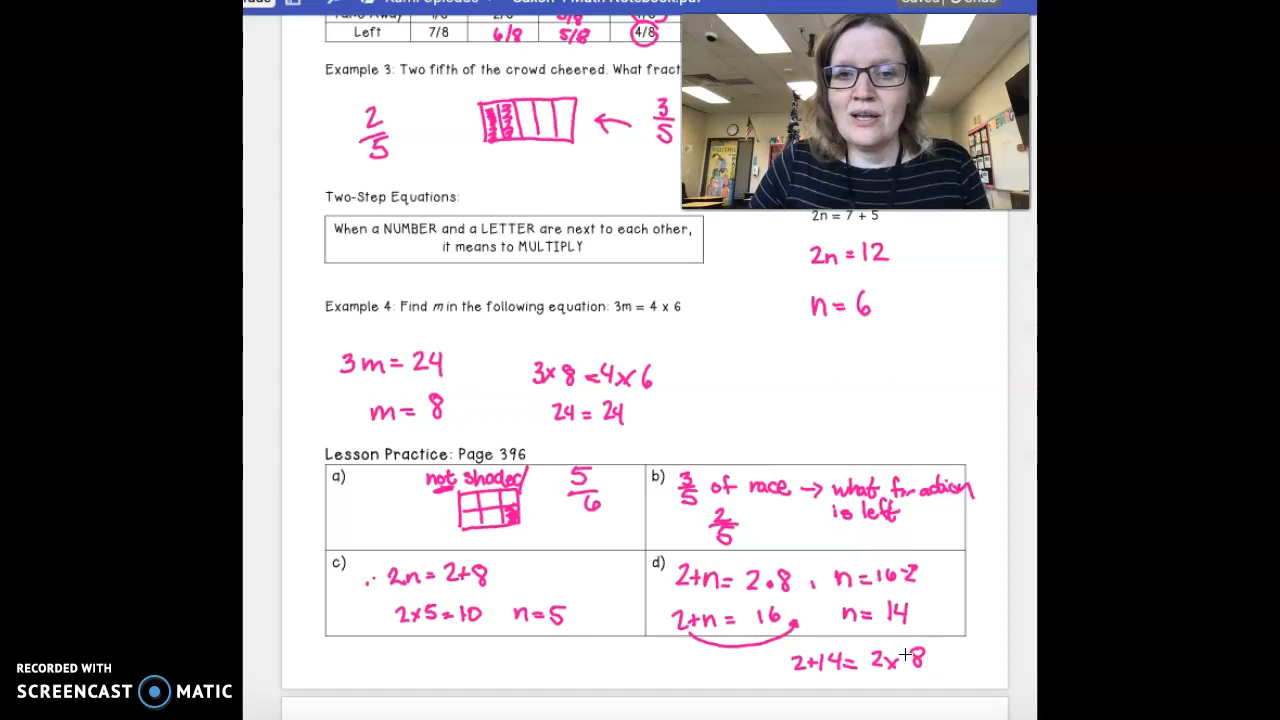 Saxon 4 Math Notebook.pdf
Left 7/8 6/8 5/8 4/8
Example 3: Two fifth of the crowd cheered. What fract
2/5
3/5
Two-Step Equations:
When a NUMBER and a LETTER are next to each other,
it means to MULTIPLY
2n = 7 + 5
2n = 12
n = 6
Example 4: Find m in the following equation: 3m = 4 x 6
3m = 24
m = 8
3x8 = 4x6
24 = 24
Lesson Practice: Page 396
a) not shaded
5/6
b) 3/5 of race → what fraction
is left
2/5
c) 2n = 2+8
2x5=10 n=5
d) 2+n = 2•8 n=16-2
2+n = 16 n= 14
2+14= 2x8
RECORDED WITH
SCREENCAST MATIC